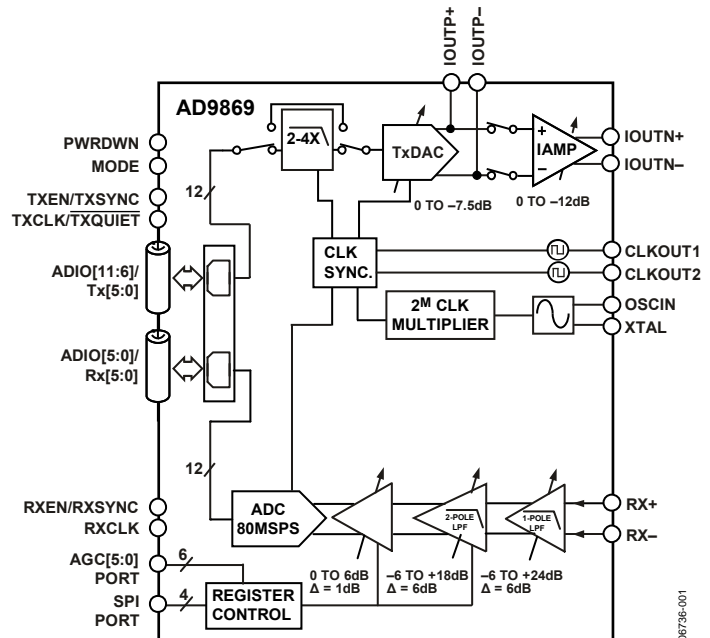 IOUTP+
IOUTP–
AD9869
PWRDWN
MODE
TXEN/TXSYNC
TXCLK/TXQUIET
ADIO[11:6]/
Tx[5:0]
ADIO[5:0]/
Rx[5:0]
RXEN/RXSYNC
RXCLK
AGC[5:0]
PORT
SPI
PORT
12
12
6
4
2-4X
TxDAC
0 TO –7.5dB
+
–
IAMP
0 TO –12dB
IOUTN+
IOUTN–
CLK
SYNC.
CLKOUT1
CLKOUT2
2M CLK
MULTIPLIER
OSCIN
XTAL
ADC
80MSPS
2-POLE
LPF
1-POLE
LPF
RX+
RX–
0 TO 6dB
Δ = 1dB
–6 TO +18dB
Δ = 6dB
–6 TO +24dB
Δ = 6dB
REGISTER
CONTROL
06736-001